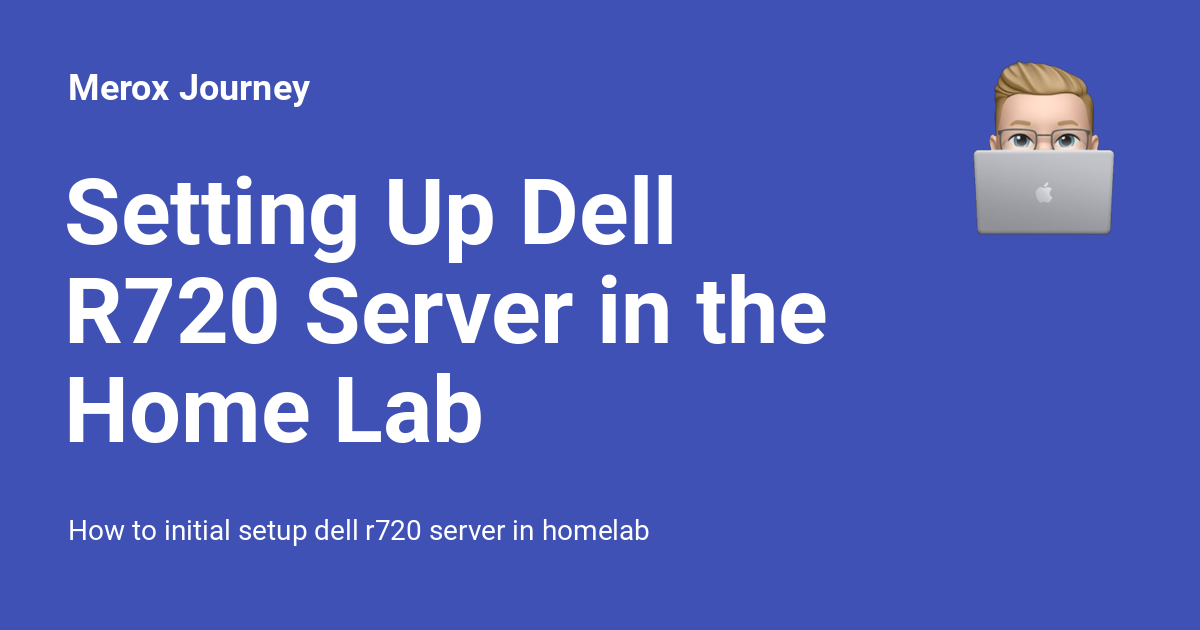 Merox Journey
Setting Up Dell
R720 Server in the
Home Lab
How to initial setup dell r720 server in homelab